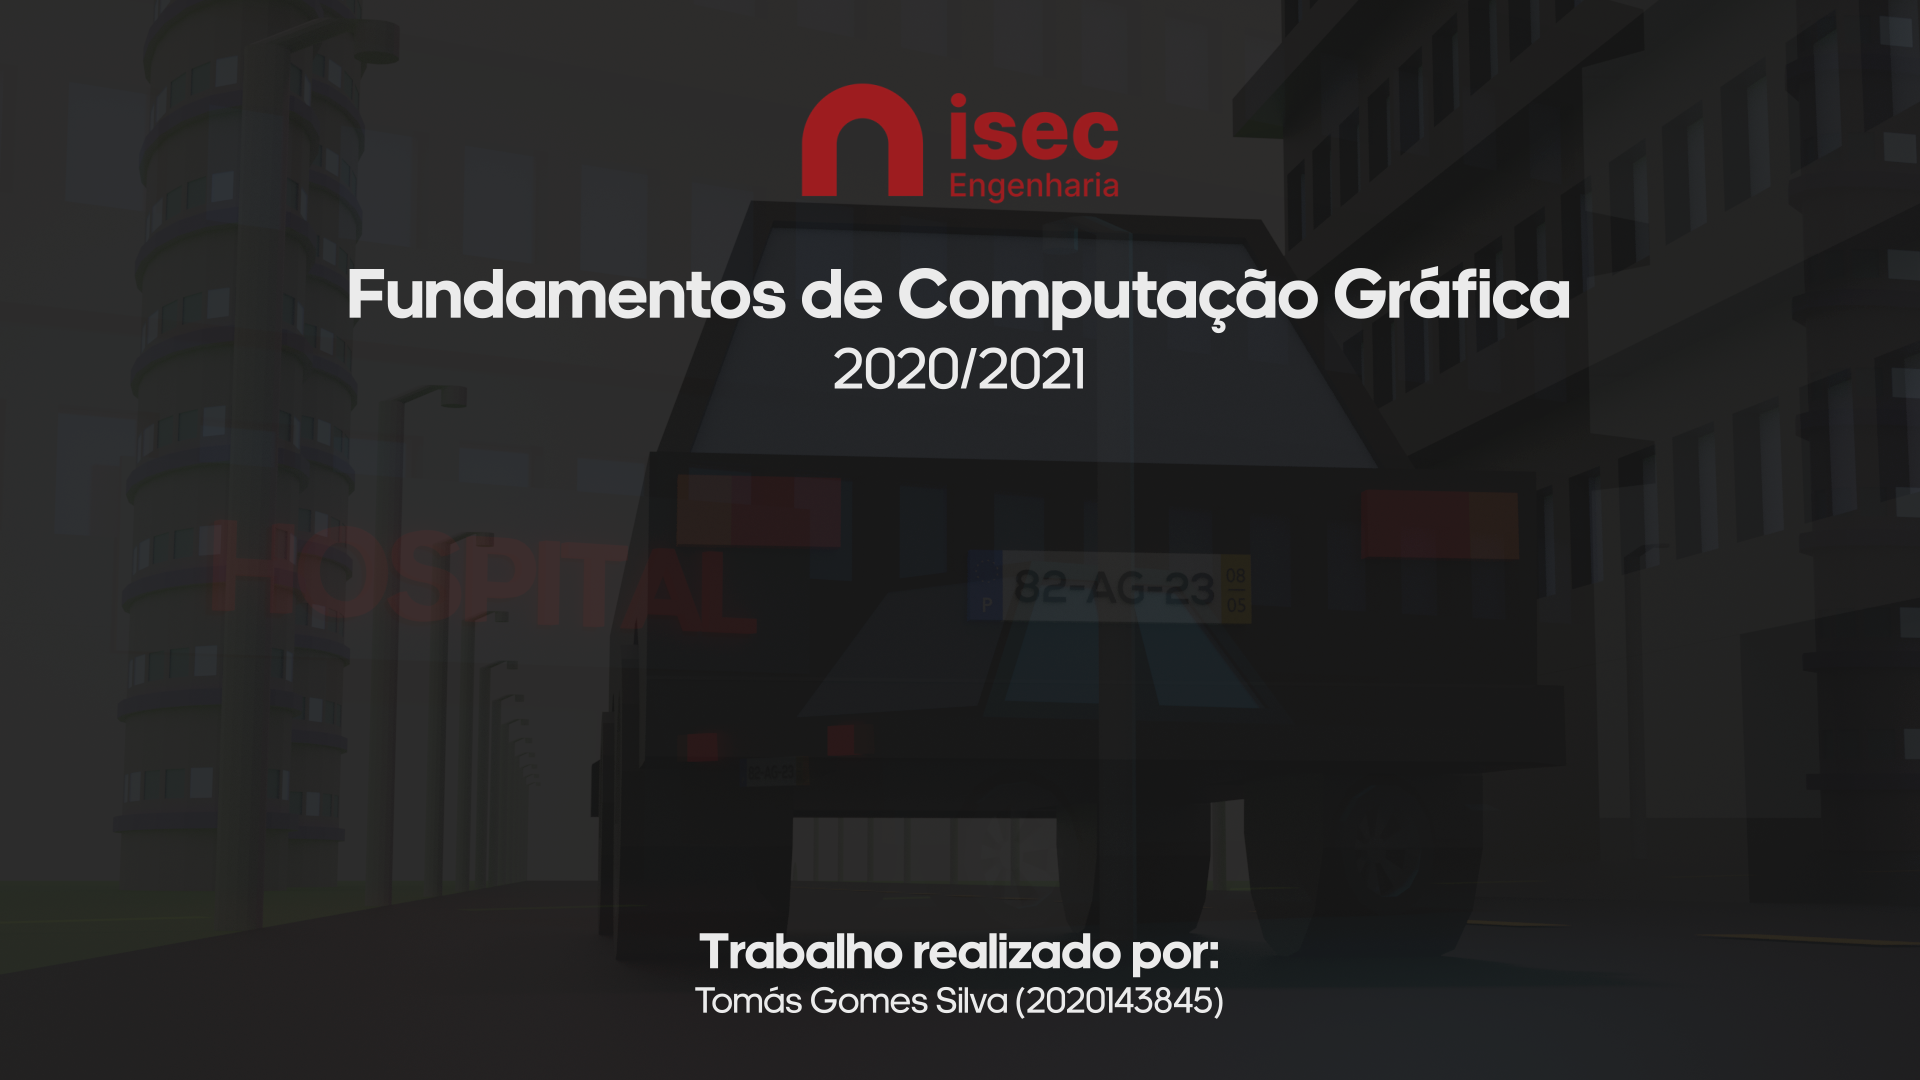 isec
Engenharia
Fundamentos de Computação Gráfica
2020/2021
HOSPITAL
P 82-AG-23 08
05
Trabalho realizado por:
Tomás Gomes Silva (2020143845)